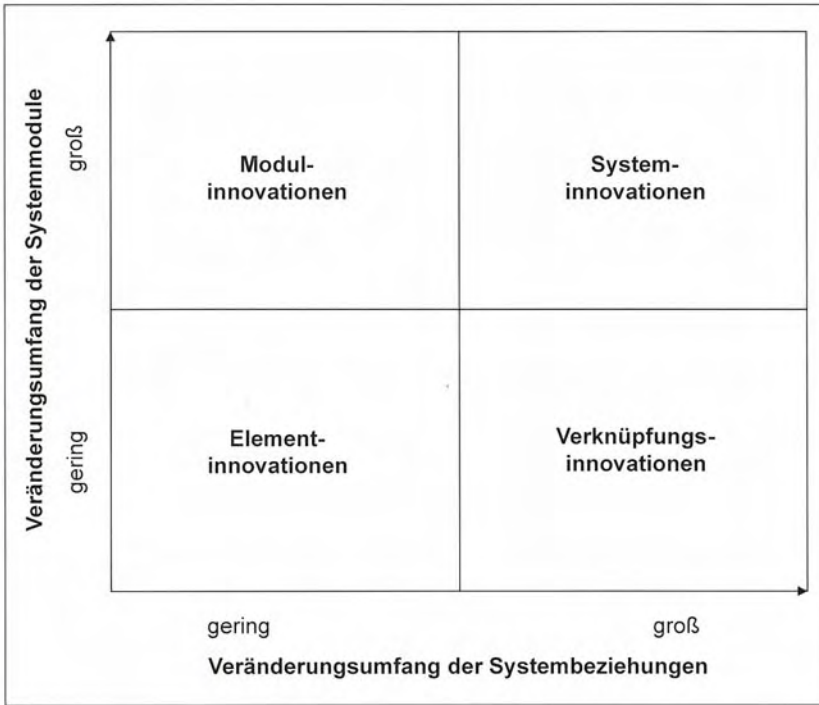 Veränderungsumfang der Systemmodule
groß
gering
Modul-
innovationen
System-
innovationen
Element-
innovationen
Verknüpfungs-
innovationen
gering
groß
Veränderungsumfang der Systembeziehungen